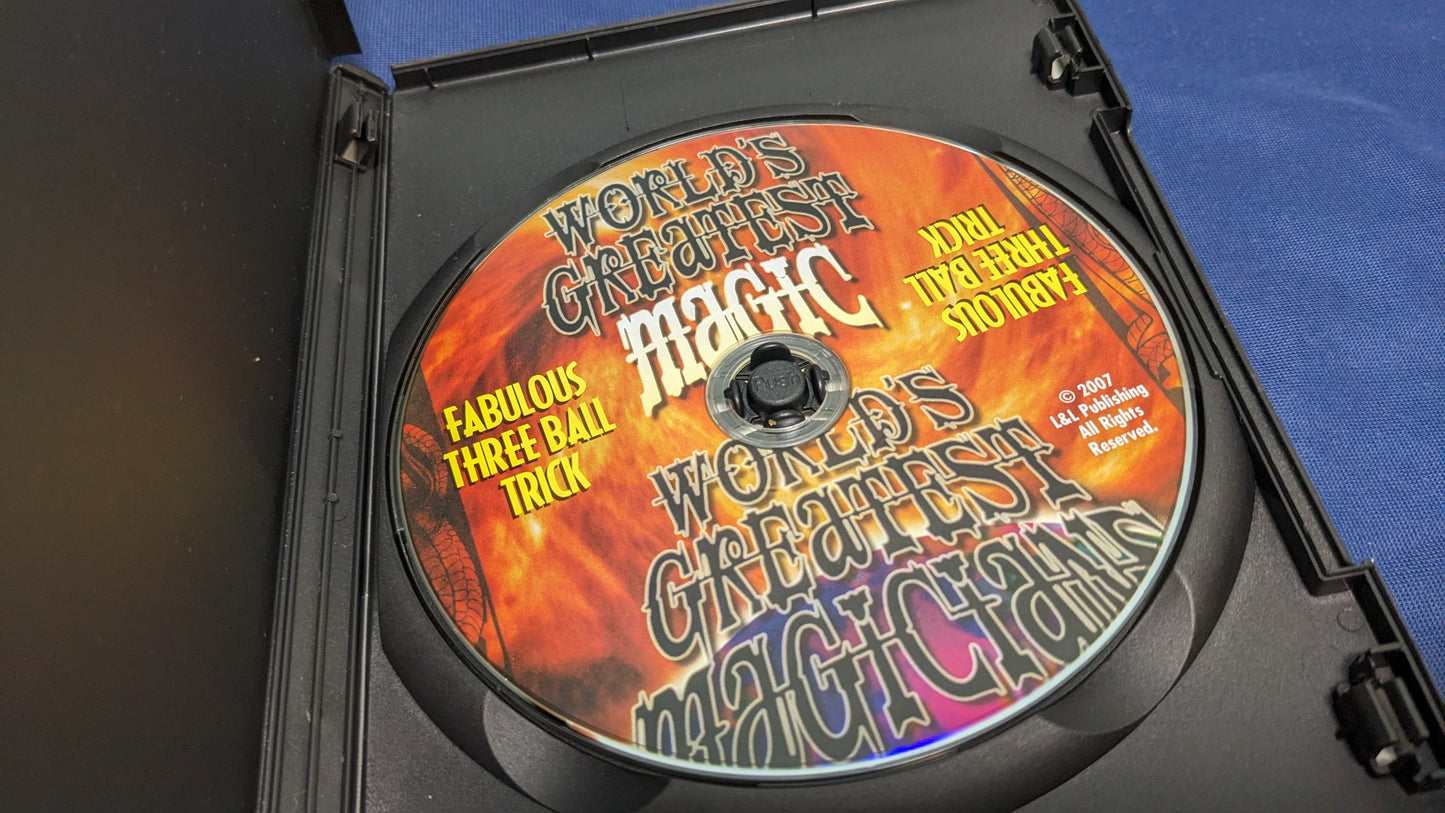 WORLD'S
GREATEST
MAGIC
FABULOUS
THREE BALL
TRICK
FABULOUS
THREE BALL
TRICK
Push
© 2007
L&L Publishing
All Rights
Reserved.
WORLD'S
GREATEST
MAGICIANS